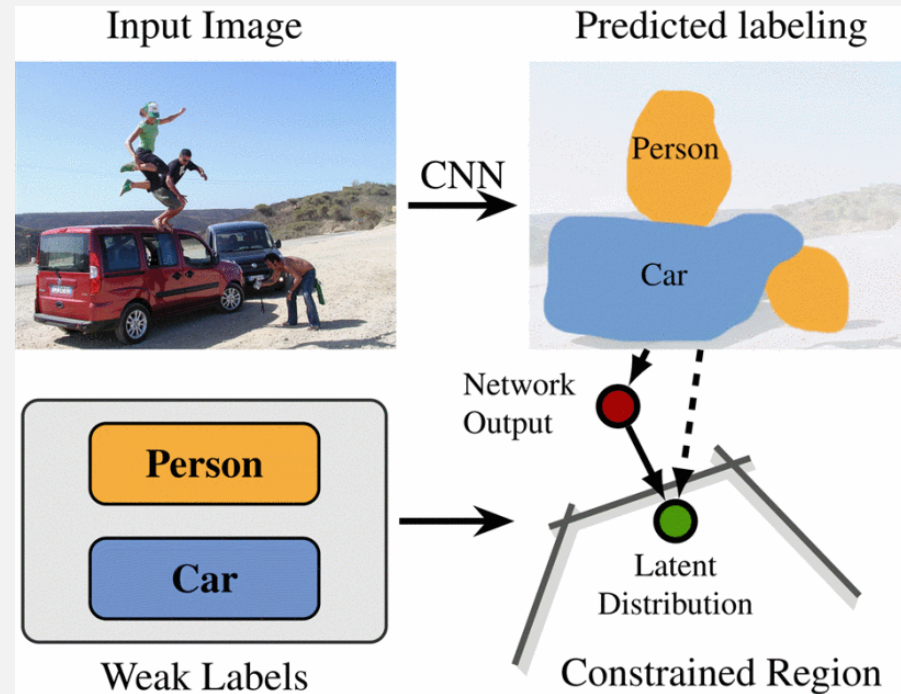 Input Image
Predicted labeling
CNN
Person
Car
Network
Output
Person
Car
Latent
Distribution
Weak Labels
Constrained Region